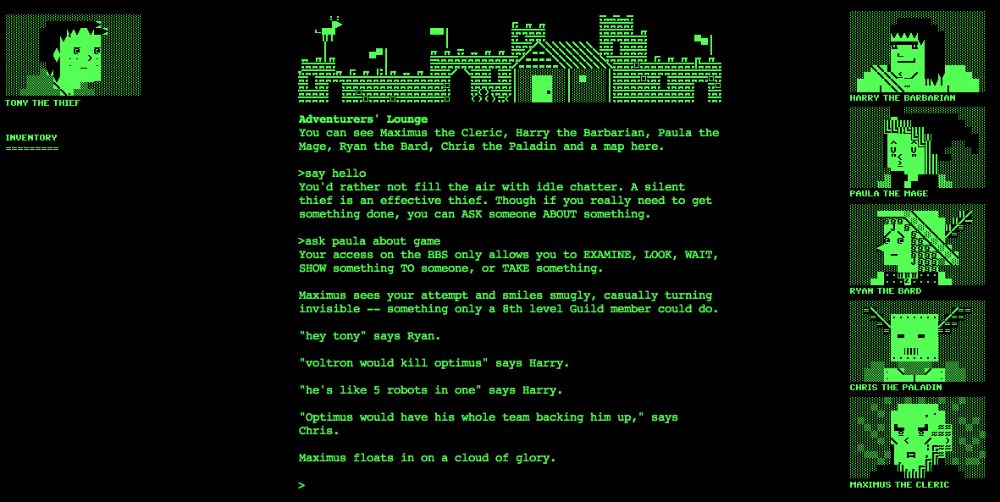 TONY THE THIEF
INVENTORY
=========
Adventurers' Lounge
You can see Maximus the Cleric, Harry the Barbarian, Paula the
Mage, Ryan the Bard, Chris the Paladin and a map here.
>say hello
You'd rather not fill the air with idle chatter. A silent
thief is an effective thief. Though if you really need to get
something done, you can ASK someone ABOUT something.
>ask paula about game
Your access on the BBS only allows you to EXAMINE, LOOK, WAIT,
SHOW something TO someone, or TAKE something.
Maximus sees your attempt and smiles smugly, casually turning
invisible -- something only a 8th level Guild member could do.
"hey tony" says Ryan.
"voltron would kill optimus" says Harry.
"he's like 5 robots in one" says Harry.
"Optimus would have his whole team backing him up," says
Chris.
Maximus floats in on a cloud of glory.
>
HARRY THE BARBARIAN
PAULA THE MAGE
RYAN THE BARD
CHRIS THE PALADIN
MAXIMUS THE CLERIC